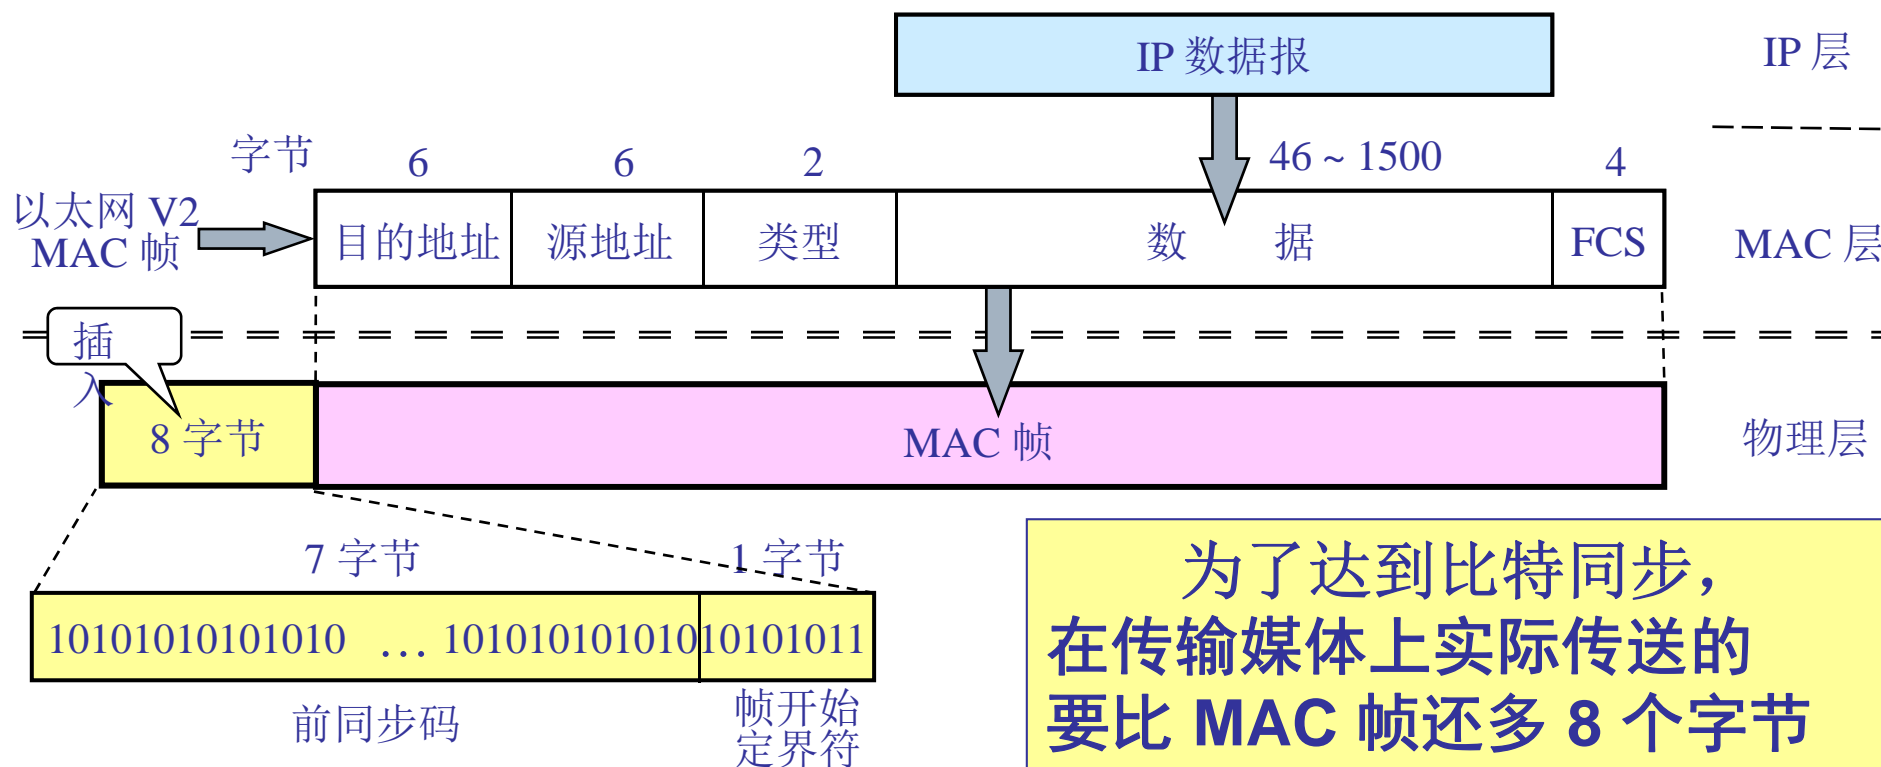 IP 数据报
IP 层
字节 6 6 2 46 ~ 1500 4
以太网 V2
MAC 帧
目的地址 源地址 类型 数 据 FCS
MAC 层
插
入
8 字节
MAC 帧
物理层
7 字节 1 字节
10101010101010 … 101010101010 10101011
前同步码
帧开始
定界符
为了达到比特同步，
在传输媒体上实际传送的
要比 MAC 帧还多 8 个字节